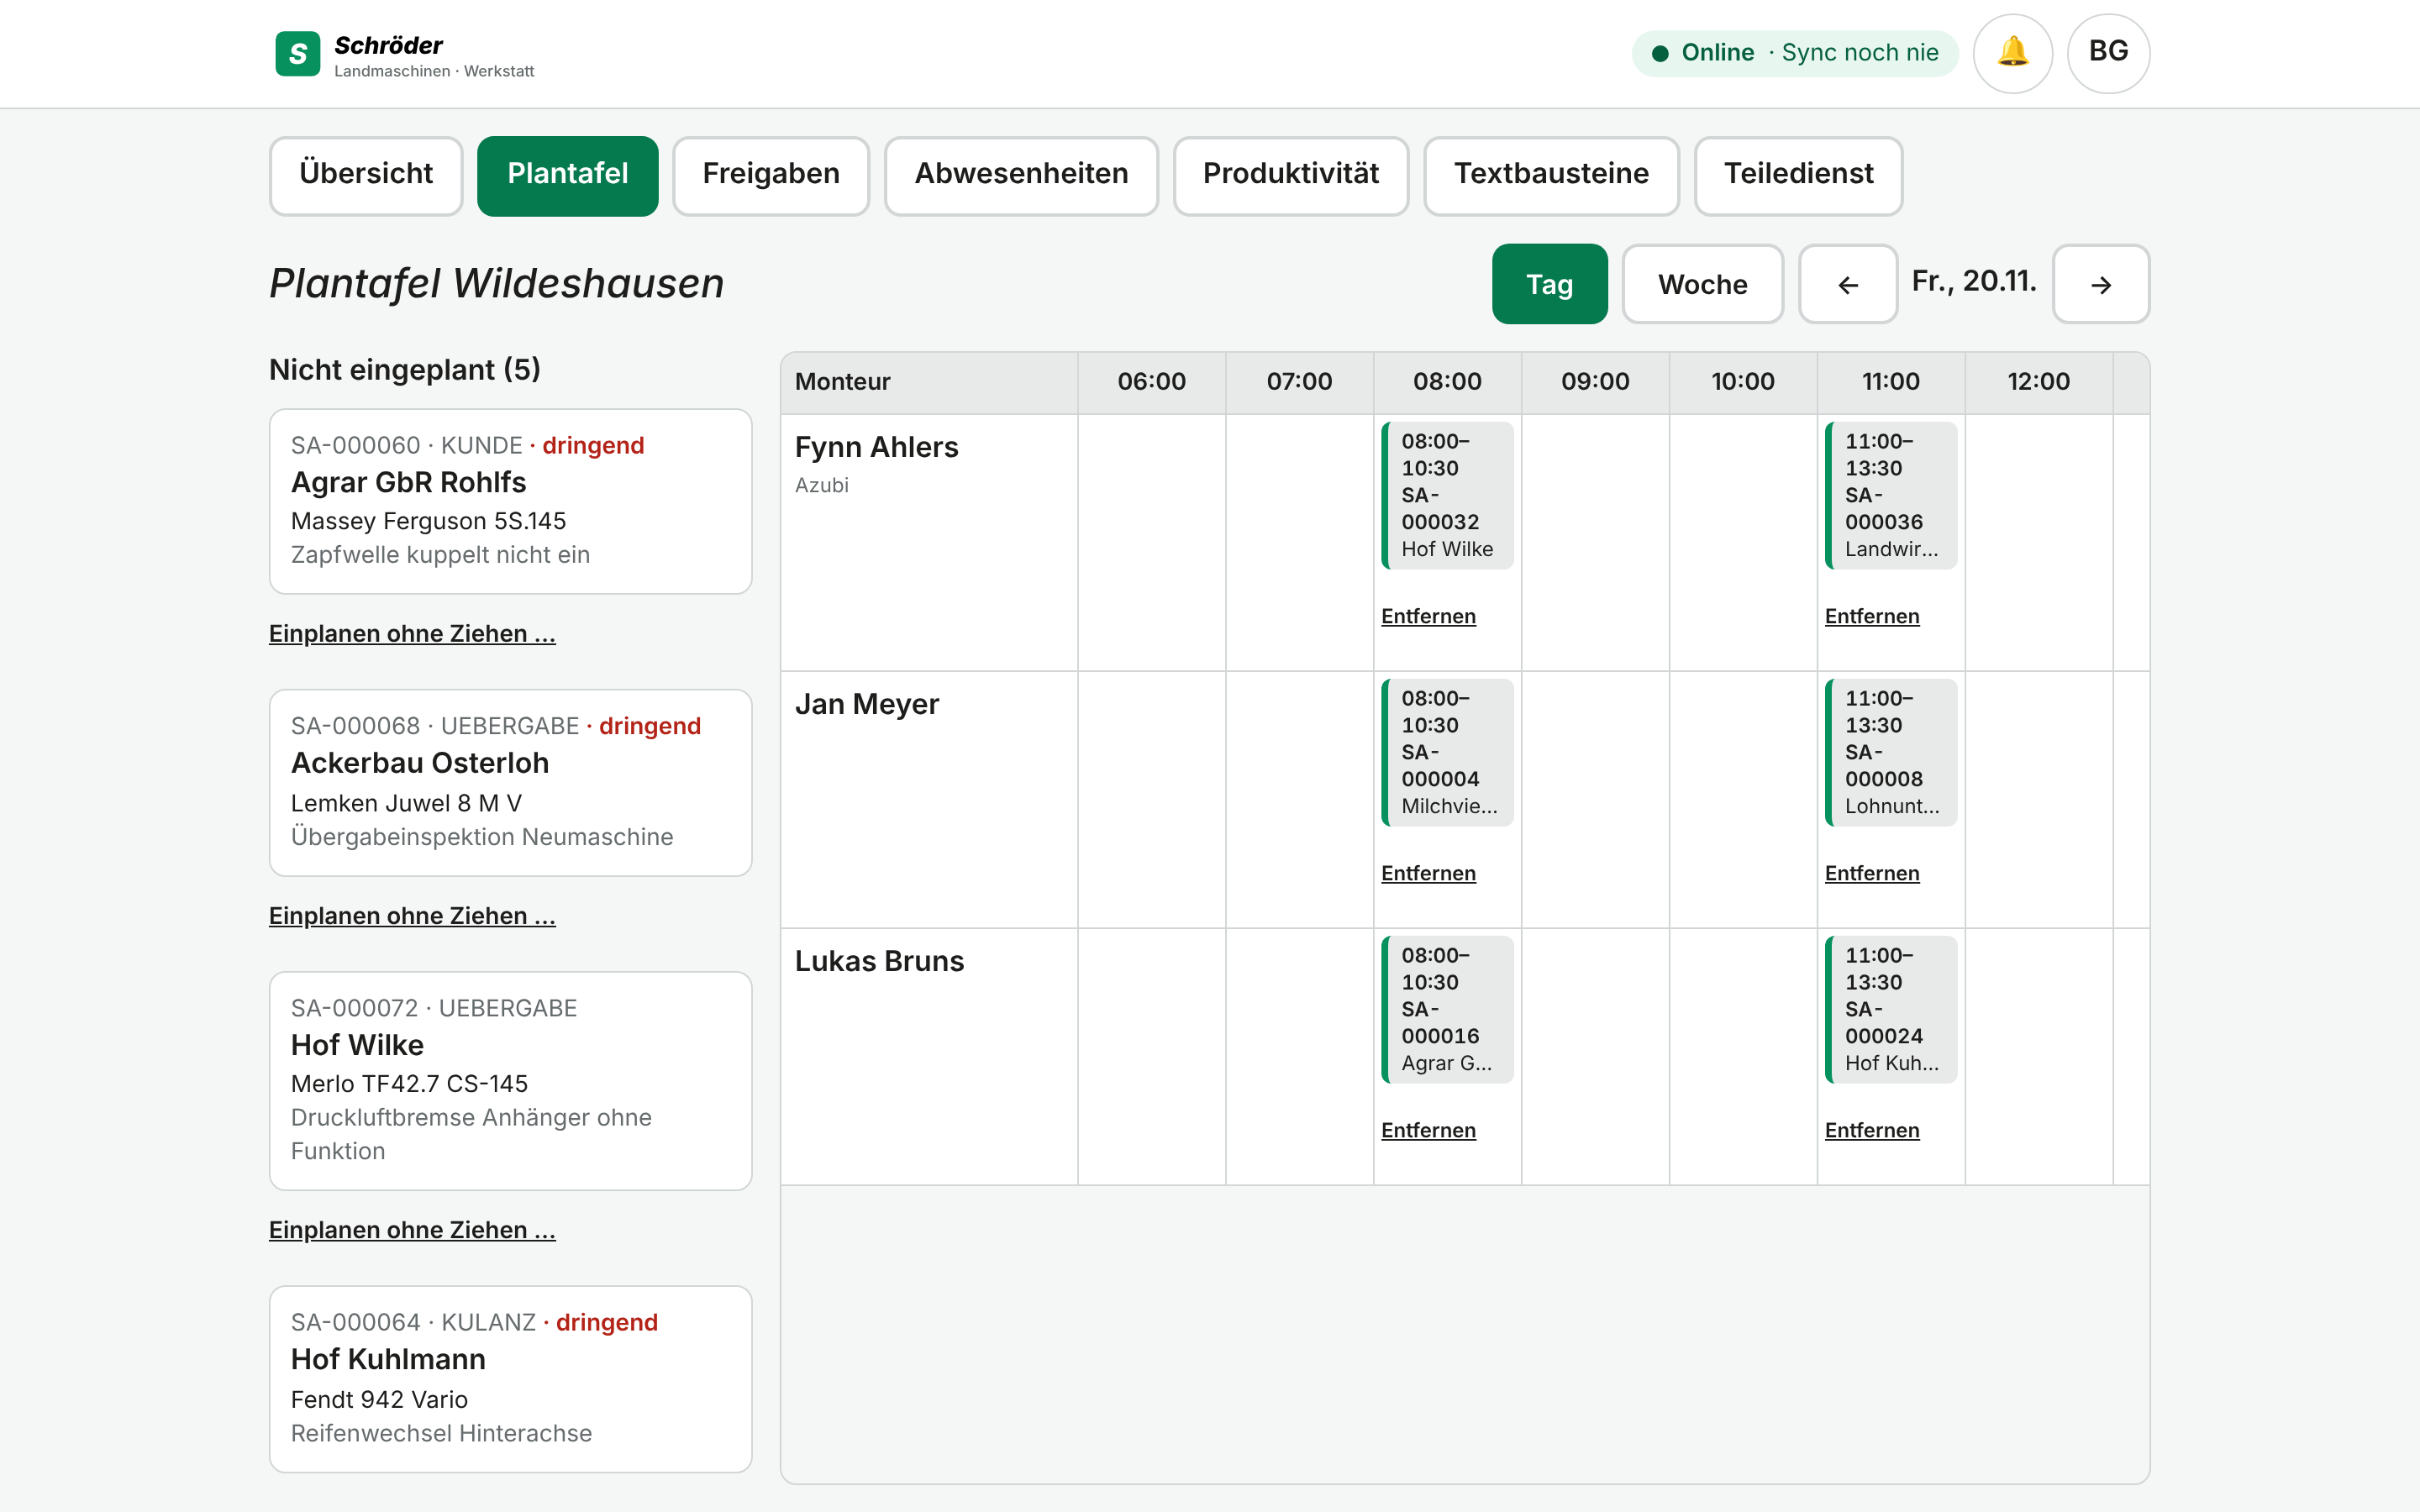 S
Schröder
Landmaschinen · Werkstatt
Online · Sync noch nie
BG
Übersicht
Plantafel
Freigaben
Abwesenheiten
Produktivität
Textbausteine
Teiledienst
Plantafel Wildeshausen
Tag
Woche
←
Fr., 20.11.
→
Nicht eingeplant (5)
SA-000060 · KUNDE · dringend
Agrar GbR Rohlfs
Massey Ferguson 5S.145
Zapfwelle kuppelt nicht ein
Einplanen ohne Ziehen …
SA-000068 · UEBERGABE · dringend
Ackerbau Osterloh
Lemken Juwel 8 M V
Übergabeinspektion Neumaschine
Einplanen ohne Ziehen …
SA-000072 · UEBERGABE
Hof Wilke
Merlo TF42.7 CS-145
Druckluftbremse Anhänger ohne
Funktion
Einplanen ohne Ziehen …
SA-000064 · KULANZ · dringend
Hof Kuhlmann
Fendt 942 Vario
Reifenwechsel Hinterachse
Monteur 06:00 07:00 08:00 09:00 10:00 11:00 12:00
Fynn Ahlers
Azubi
08:00–
10:30
SA-
000032
Hof Wilke
Entfernen
11:00–
13:30
SA-
000036
Landwir…
Entfernen
Jan Meyer
08:00–
10:30
SA-
000004
Milchvie…
Entfernen
11:00–
13:30
SA-
000008
Lohnunt…
Entfernen
Lukas Bruns
08:00–
10:30
SA-
000016
Agrar G…
Entfernen
11:00–
13:30
SA-
000024
Hof Kuh…
Entfernen